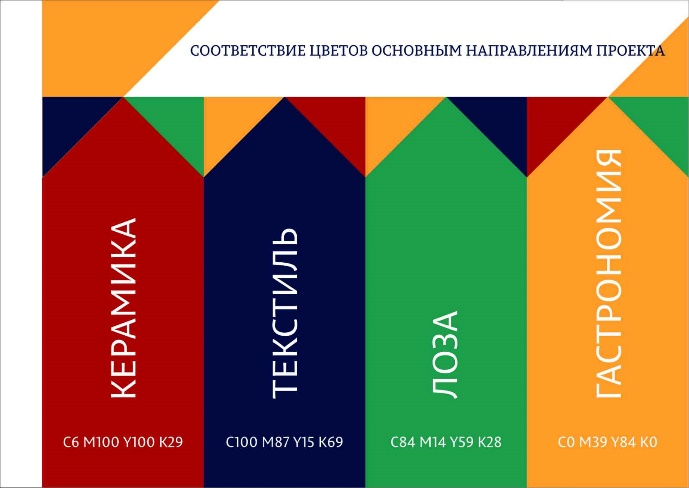 СООТВЕТСТВИЕ ЦВЕТОВ ОСНОВНЫМ НАПРАВЛЕНИЯМ ПРОЕКТА
КЕРАМИКА
C6 M100 Y100 K29
ТЕКСТИЛЬ
C100 M87 Y15 K69
ЛОЗА
C84 M14 Y59 K28
ГАСТРОНОМИЯ
C0 M39 Y84 K0